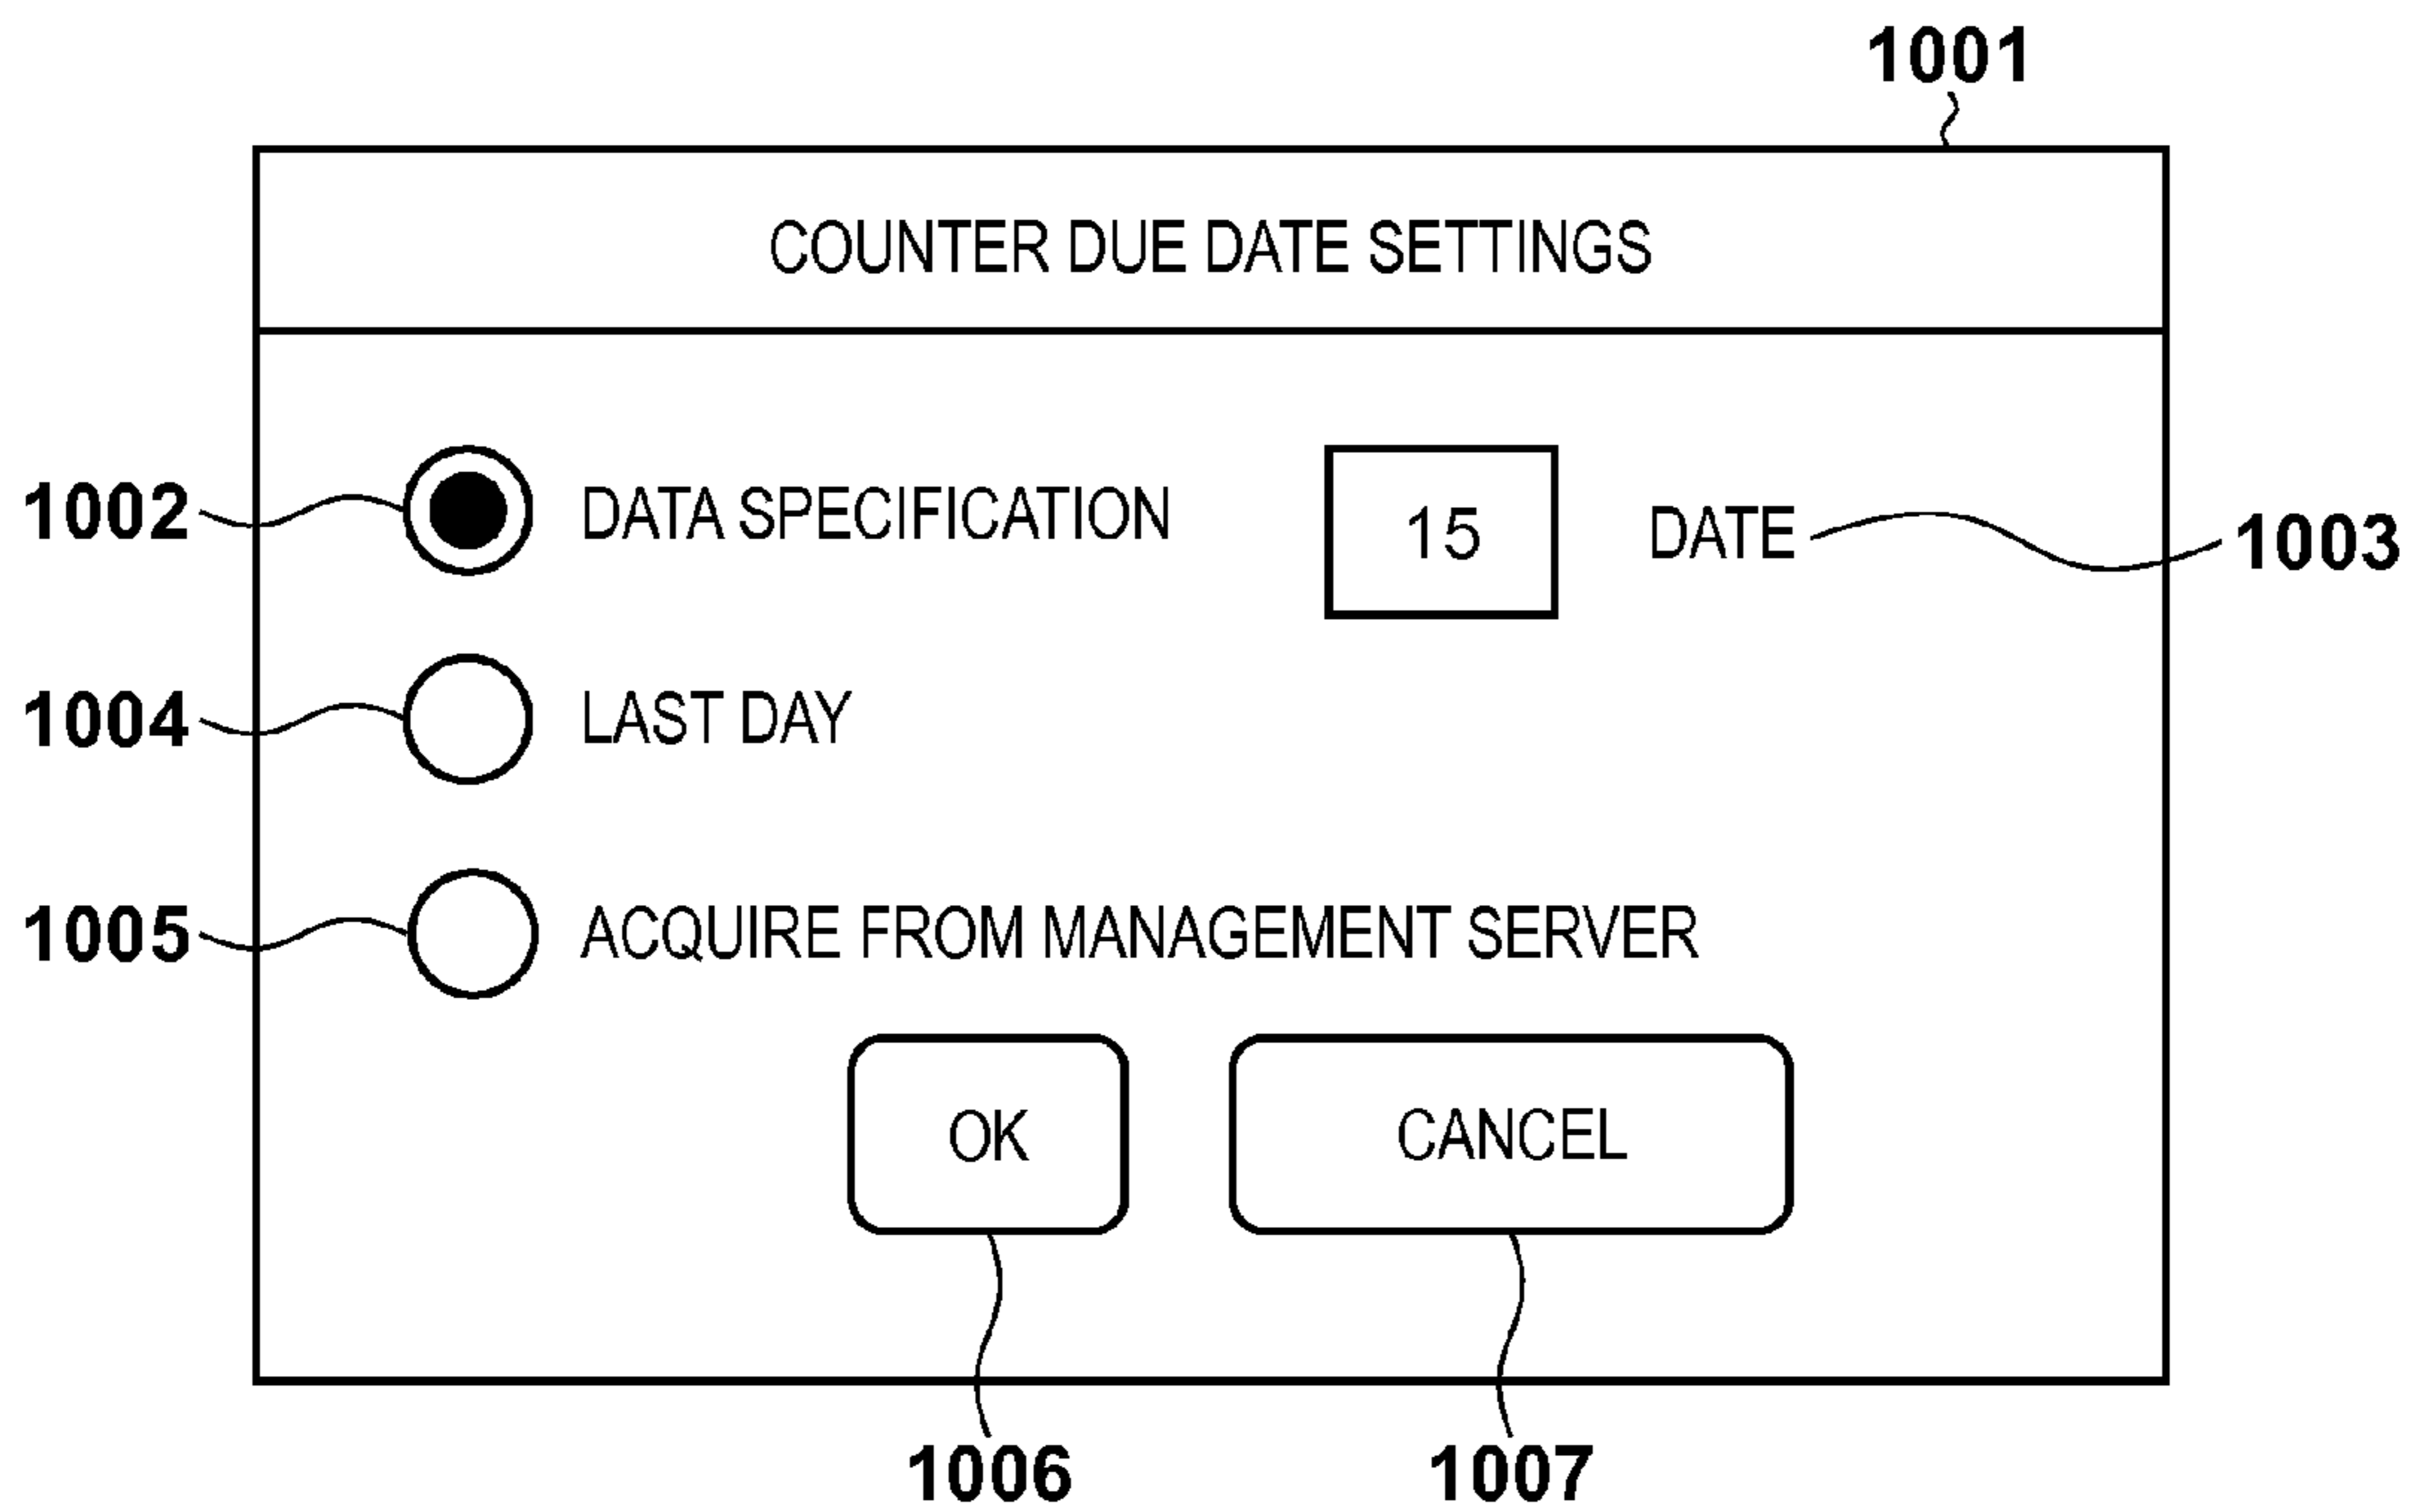 1001
COUNTER DUE DATE SETTINGS
1002 DATA SPECIFICATION 15 DATE 1003
1004 LAST DAY
1005 ACQUIRE FROM MANAGEMENT SERVER
OK CANCEL
1006 1007